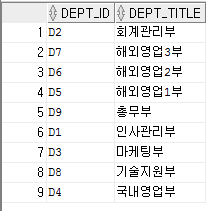 DEPT_ID DEPT_TITLE
1 D2 회계관리부
2 D7 해외영업3부
3 D6 해외영업2부
4 D5 해외영업1부
5 D9 총무부
6 D1 인사관리부
7 D3 마케팅부
8 D8 기술지원부
9 D4 국내영업부